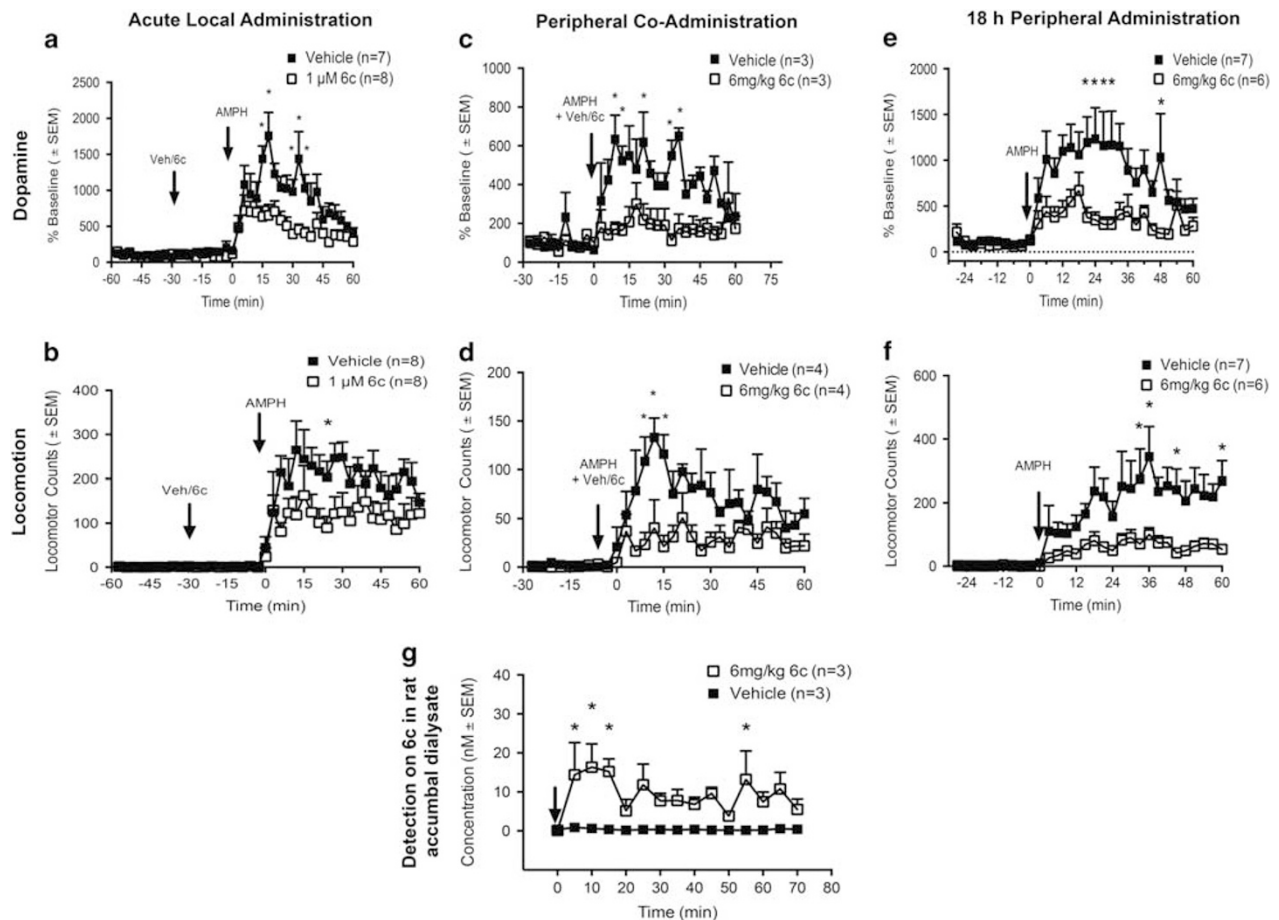 Acute Local Administration
Peripheral Co-Administration
18 h Peripheral Administration
Dopamine
a
Vehicle (n=7)
1 µM 6c (n=8)
% Baseline ( ± SEM)
2500
2000
1500
1000
500
0
AMPH
Veh/6c
* * * * *
-60 -45 -30 -15 0 15 30 45 60
Time (min)
c
Vehicle (n=3)
6mg/kg 6c (n=3)
% Baseline ( ± SEM)
1000
800
600
400
200
0
AMPH
+ Veh/6c
* * * * *
-30 -15 0 15 30 45 60 75
Time (min)
e
Vehicle (n=7)
6mg/kg 6c (n=6)
% Baseline ( ± SEM)
2000
1500
1000
500
0
AMPH
**** *
-24 -12 0 12 24 36 48 60
Time (min)
Locomotion
b
Vehicle (n=8)
1 µM 6c (n=8)
Locomotor Counts ( ± SEM)
400
300
200
100
0
AMPH
Veh/6c
*
-60 -45 -30 -15 0 15 30 45 60
Time (min)
d
Vehicle (n=4)
6mg/kg 6c (n=4)
Locomotor Counts ( ± SEM)
200
150
100
50
0
AMPH
+ Veh/6c
* * *
-30 -15 0 15 30 45 60
Time (min)
f
Vehicle (n=7)
6mg/kg 6c (n=6)
Locomotor Counts ( ± SEM)
600
400
200
0
AMPH
* * * *
-24 -12 0 12 24 36 48 60
Time (min)
g
Detection on 6c in rat
accumbal dialysate
6mg/kg 6c (n=3)
Vehicle (n=3)
Concentration (nM ± SEM)
40
30
20
10
0
* * * *
0 10 20 30 40 50 60 70 80
Time (min)